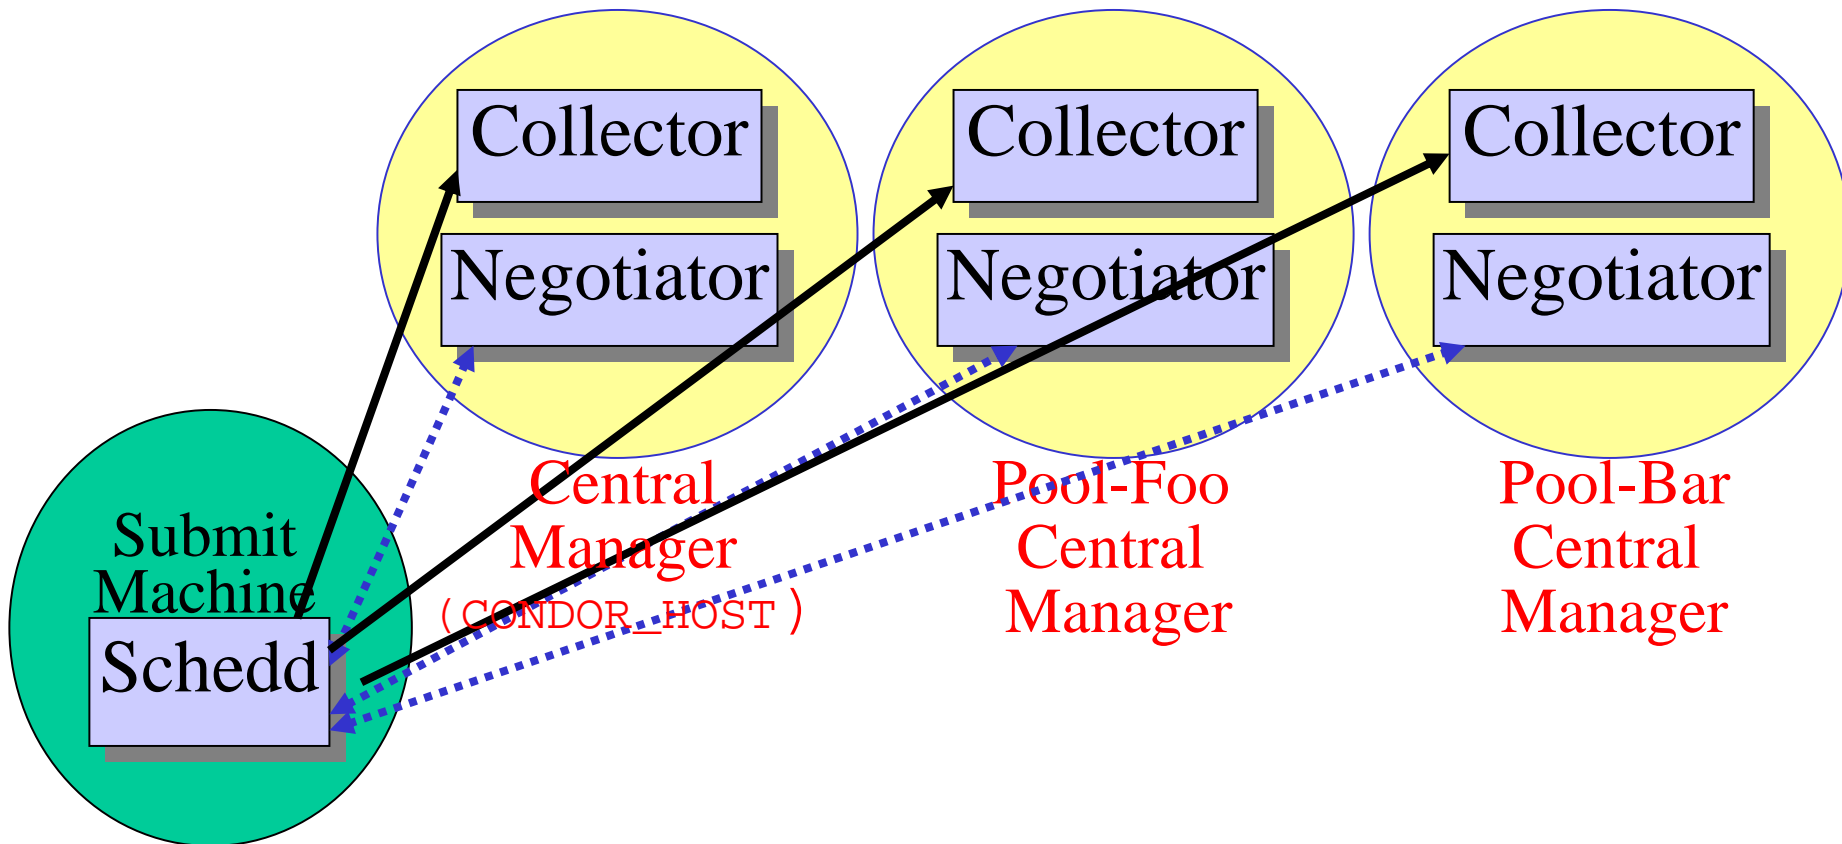 Collector
Negotiator
Central
Manager
(CONDOR_HOST)
Collector
Negotiator
Pool-Foo
Central
Manager
Collector
Negotiator
Pool-Bar
Central
Manager
Submit
Machine
Schedd